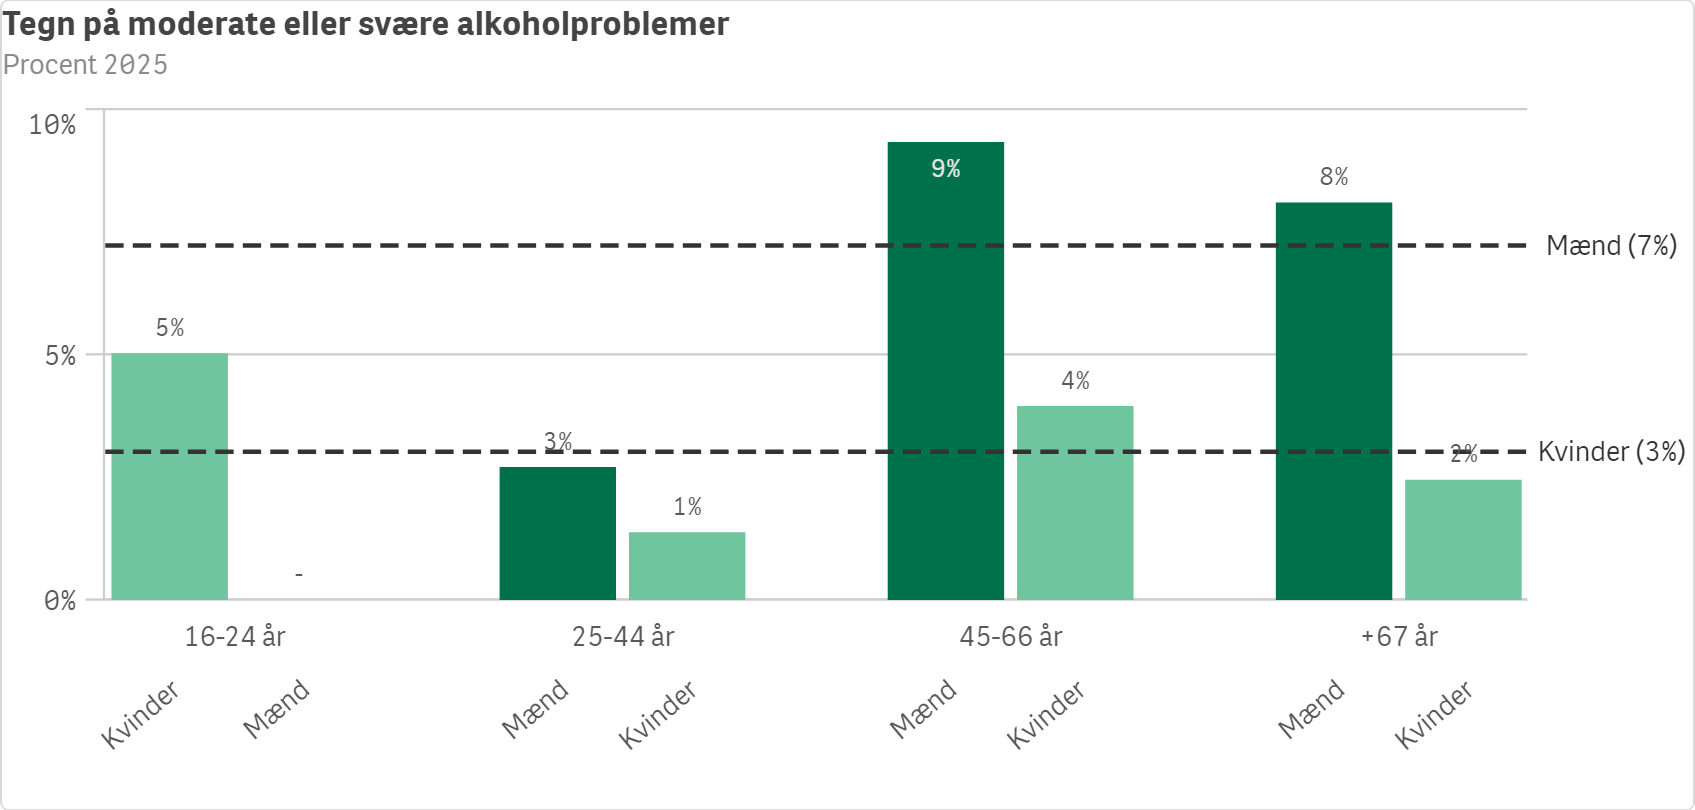 Tegn på moderate eller svære alkoholproblemer
Procent 2025
10%
9%
8%
Mænd (7%)
5%
5%
4%
3%
Kvinder (3%)
2%
1%
-
0%
16-24 år
25-44 år
45-66 år
+67 år
Kvinder
Mænd
Mænd
Kvinder
Mænd
Kvinder
Mænd
Kvinder